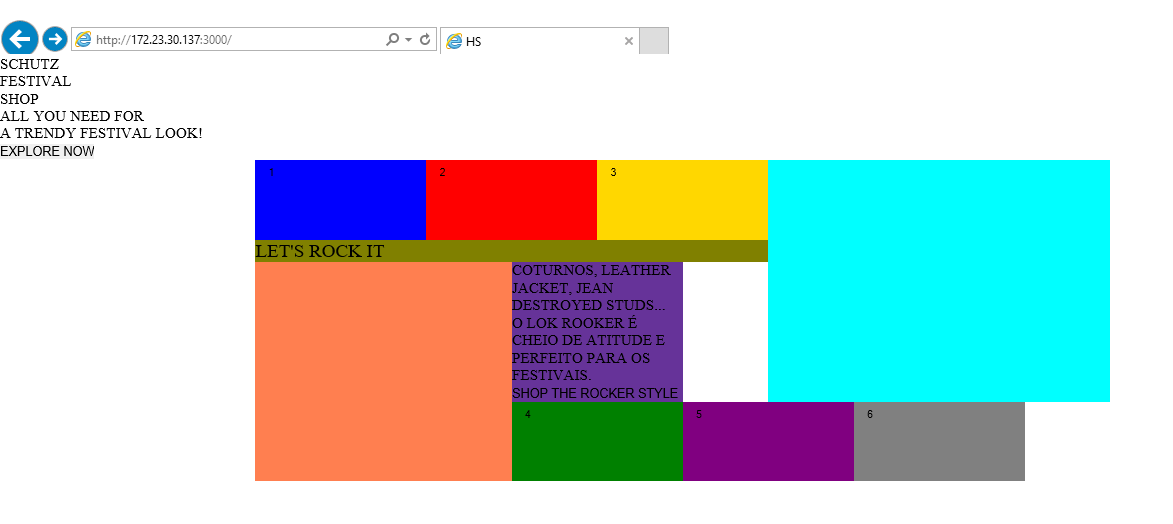 http://172.23.30.137:3000/
HS
SCHUTZ
FESTIVAL
SHOP
ALL YOU NEED FOR
A TRENDY FESTIVAL LOOK!
EXPLORE NOW
1
2
3
LET'S ROCK IT
COTURNOS, LEATHER
JACKET, JEAN
DESTROYED STUDS...
O LOK ROOKER É
CHEIO DE ATITUDE E
PERFEITO PARA OS
FESTIVAIS.
SHOP THE ROCKER STYLE
4
5
6